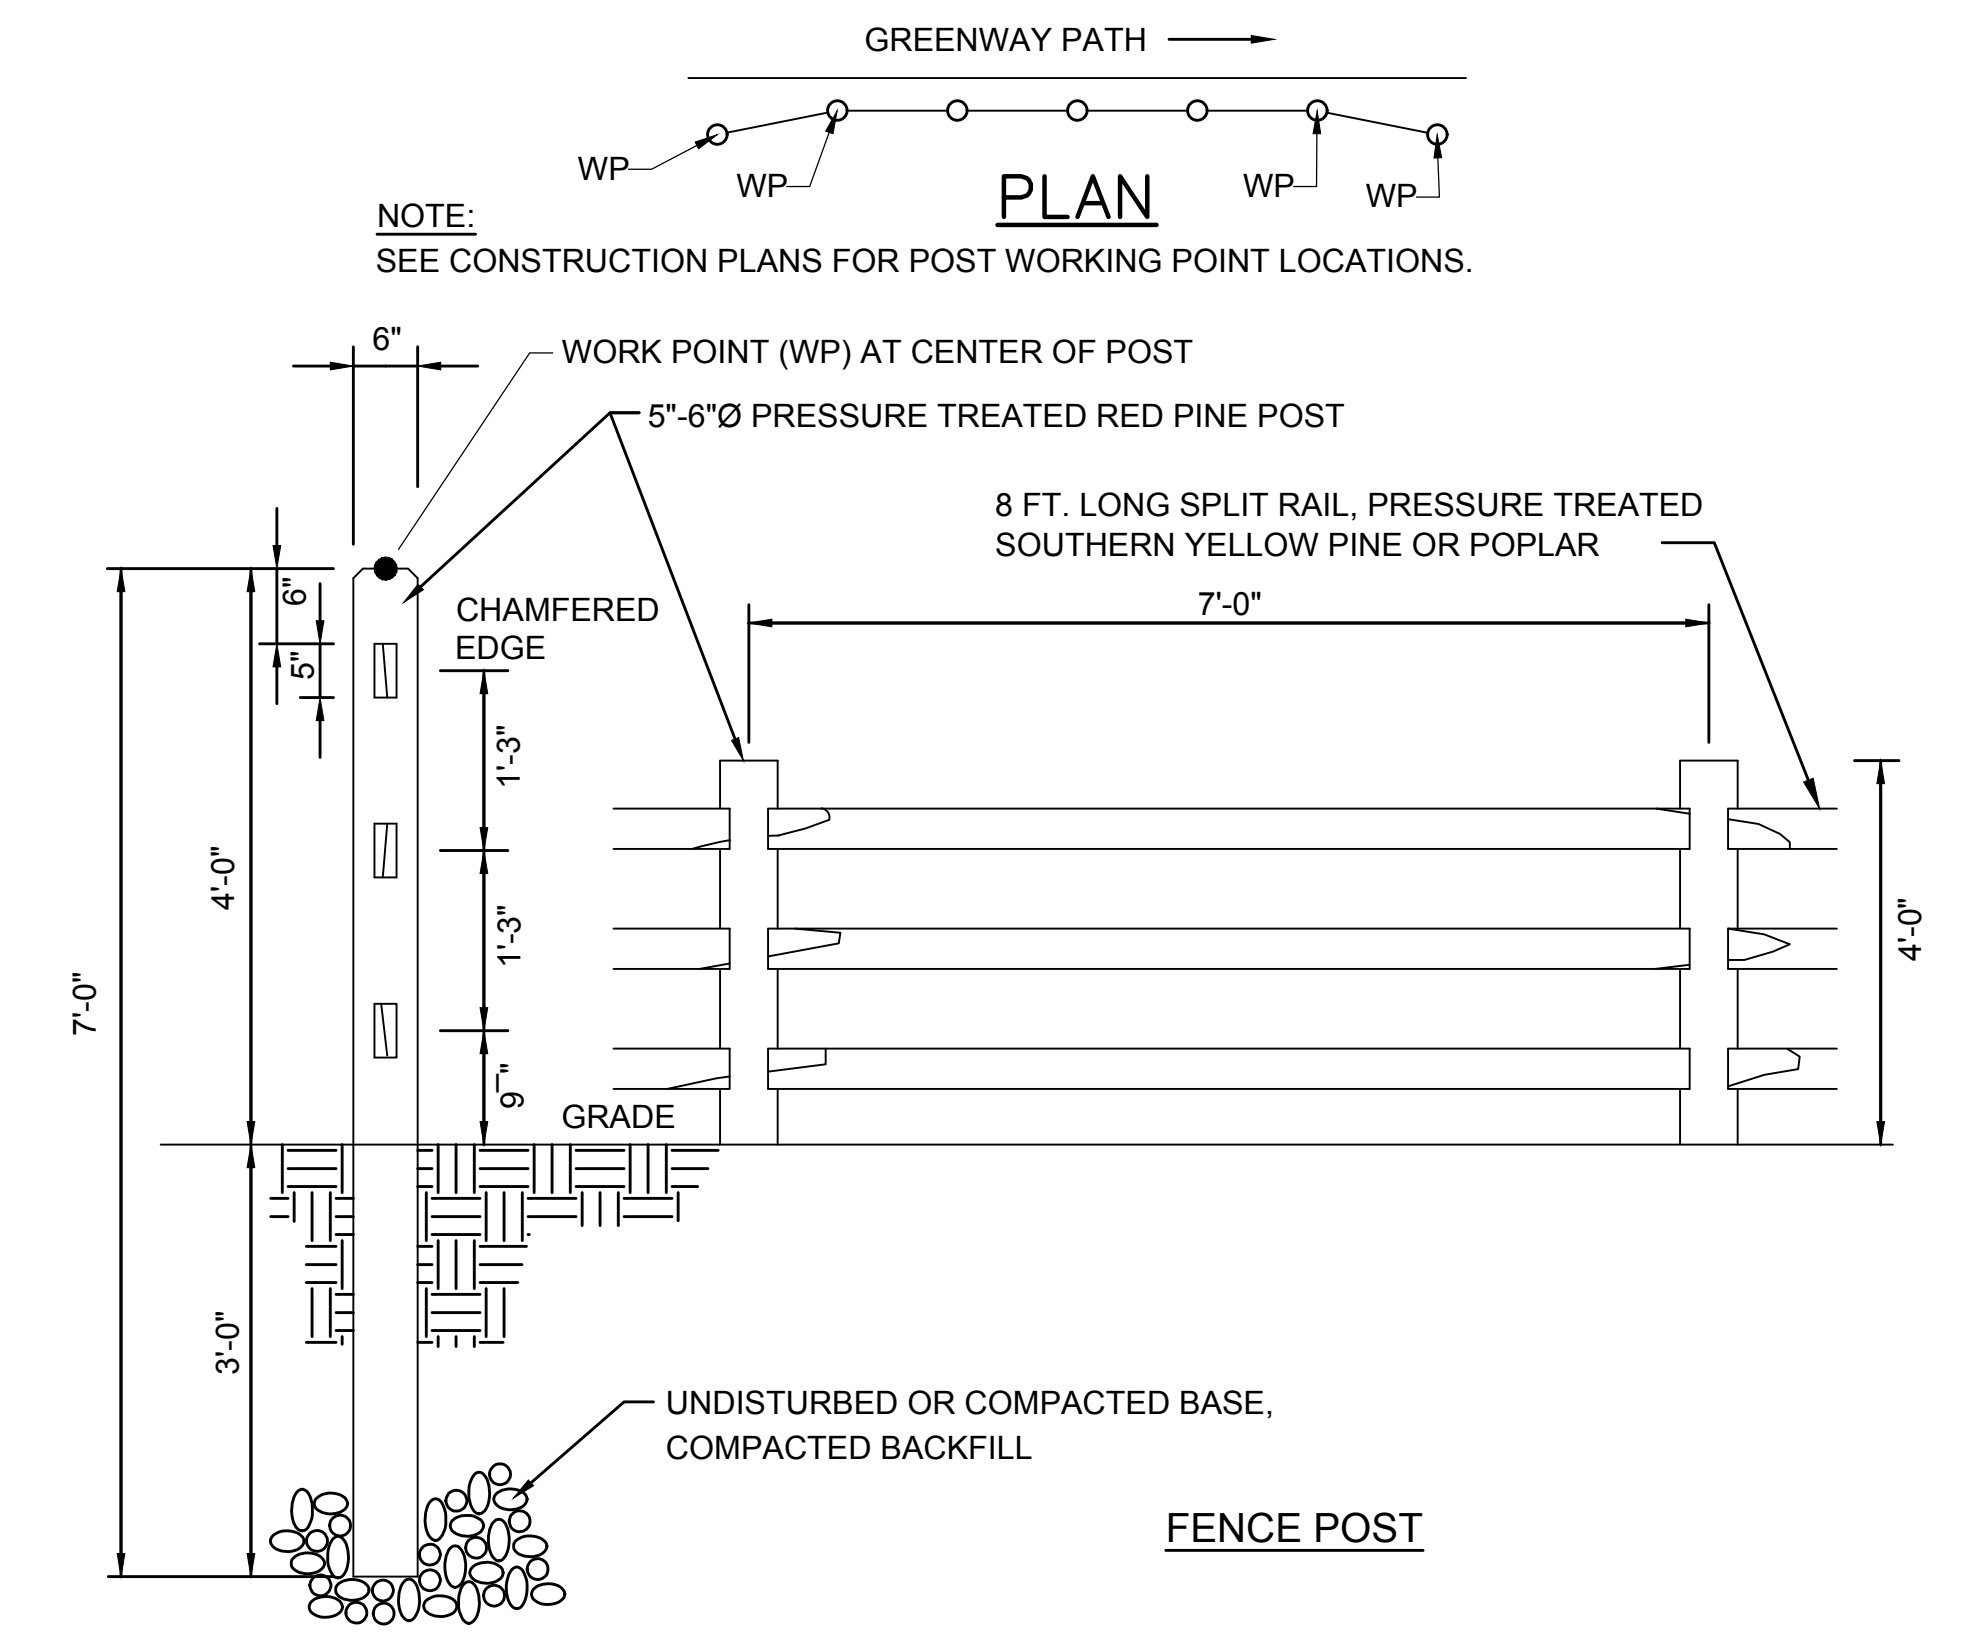 GREENWAY PATH
WP
WP
WP
WP
PLAN
NOTE:
SEE CONSTRUCTION PLANS FOR POST WORKING POINT LOCATIONS.
6"
WORK POINT (WP) AT CENTER OF POST
5"-6"Ø PRESSURE TREATED RED PINE POST
8 FT. LONG SPLIT RAIL, PRESSURE TREATED
SOUTHERN YELLOW PINE OR POPLAR
6"
5"
CHAMFERED
EDGE
7'-0"
1'-3"
4'-0"
1'-3"
4'-0"
7'-0"
9¯"
GRADE
3'-0"
UNDISTURBED OR COMPACTED BASE,
COMPACTED BACKFILL
FENCE POST